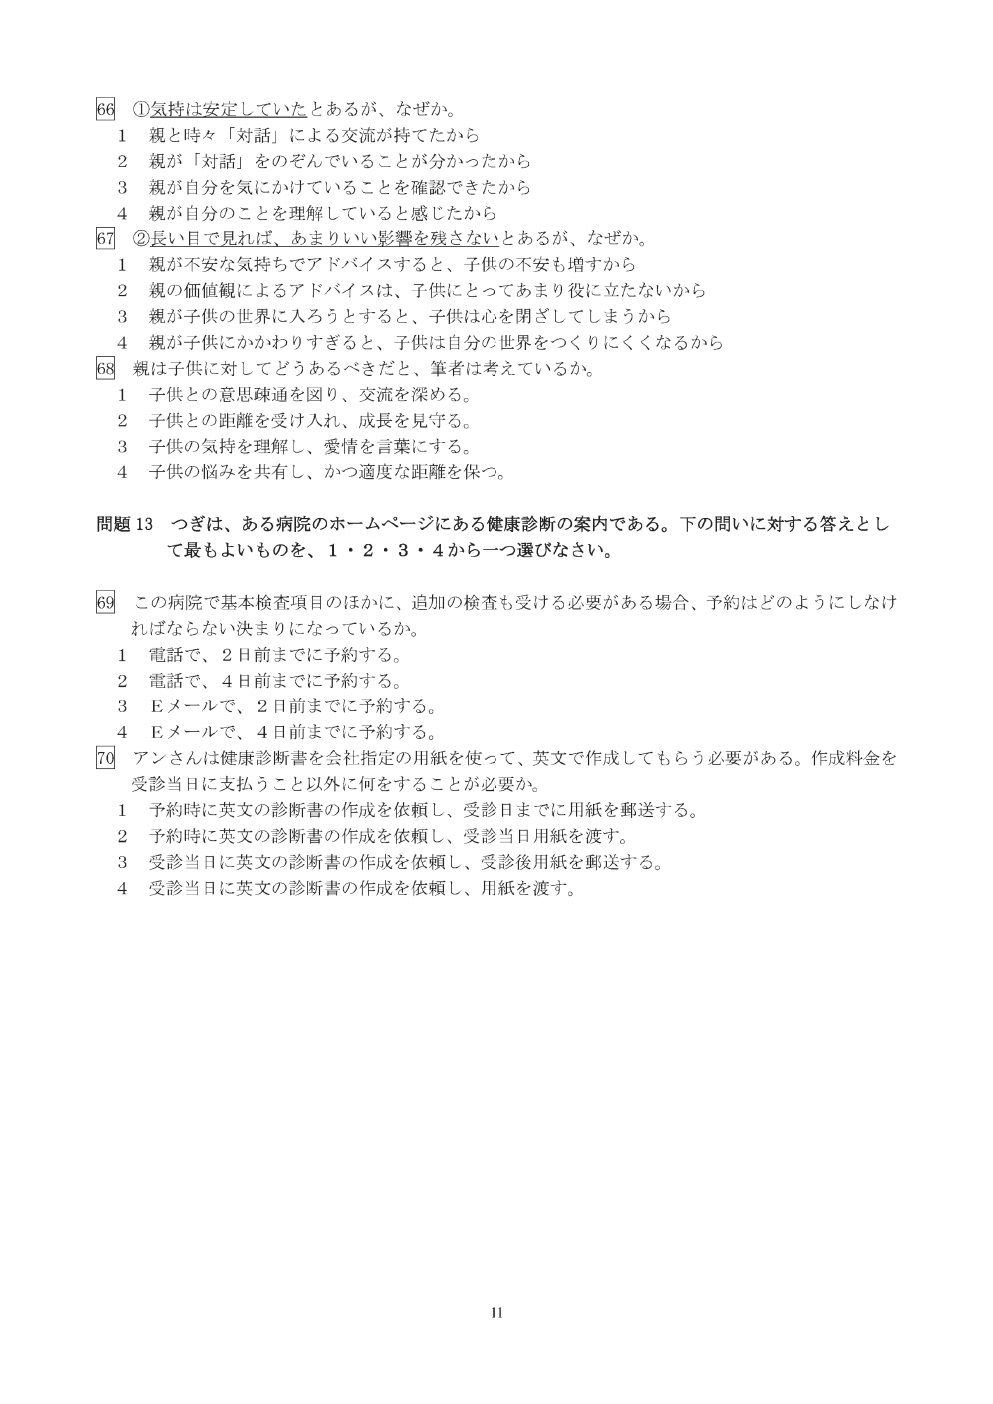 66　①気持は安定していたとあるが、なぜか。
1　親と時々「対話」による交流が持てたから
2　親が「対話」をのぞんでいることが分かったから
3　親が自分を気にかけていることを確認できたから
4　親が自分のことを理解していると感じたから
67　②長い目で見れば、あまりいい影響を残さないとあるが、なぜか。
1　親が不安な気持ちでアドバイスすると、子供の不安も増すから
2　親の価値観によるアドバイスは、子供にとってあまり役に立たないから
3　親が子供の世界に入ろうとすると、子供は心を閉ざしてしまうから
4　親が子供にかかわりすぎると、子供は自分の世界をつくりにくくなるから
68　親は子供に対してどうあるべきだと、筆者は考えているか。
1　子供との意思疎通を図り、交流を深める。
2　子供との距離を受け入れ、成長を見守る。
3　子供の気持を理解し、愛情を言葉にする。
4　子供の悩みを共有し、かつ適度な距離を保つ。
問題 13　つぎは、ある病院のホームページにある健康診断の案内である。下の問いに対する答えとし
て最もよいものを、１・２・３・４から一つ選びなさい。
69　この病院で基本検査項目のほかに、追加の検査も受ける必要がある場合、予約はどのようにしなけ
ればならない決まりになっているか。
1　電話で、２日前までに予約する。
2　電話で、４日前までに予約する。
3　Ｅメールで、２日前までに予約する。
4　Ｅメールで、４日前までに予約する。
70　アンさんは健康診断書を会社指定の用紙を使って、英文で作成してもらう必要がある。作成料金を
受診当日に支払うこと以外に何をすることが必要か。
1　予約時に英文の診断書の作成を依頼し、受診日までに用紙を郵送する。
2　予約時に英文の診断書の作成を依頼し、受診当日用紙を渡す。
3　受診当日に英文の診断書の作成を依頼し、受診後用紙を郵送する。
4　受診当日に英文の診断書の作成を依頼し、用紙を渡す。
11